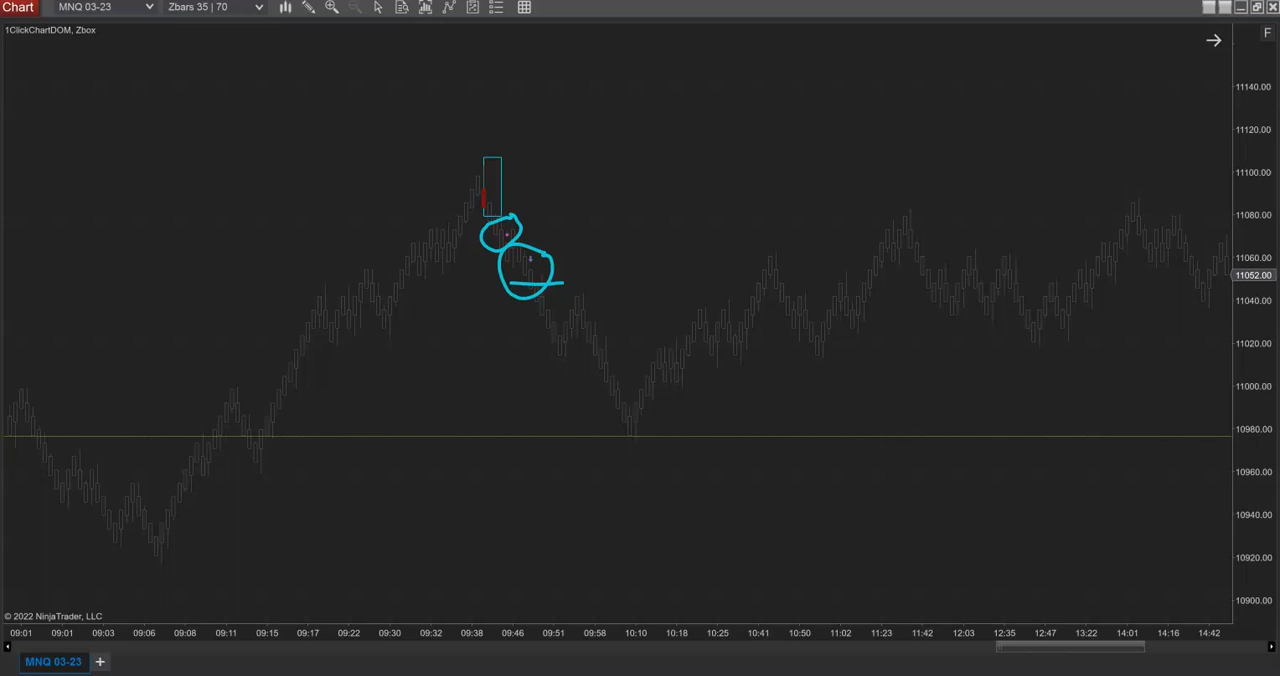 Chart MNQ 03-23 Zbars 35 | 70
1ClickChartDOM, Zbox
F
11140.00
11120.00
11100.00
11080.00
11060.00
11052.00
11040.00
11020.00
11000.00
10980.00
10960.00
10940.00
10920.00
10900.00
© 2022 NinjaTrader, LLC
09:01 09:01 09:03 09:06 09:08 09:11 09:15 09:17 09:22 09:30 09:32 09:38 09:46 09:51 09:58 10:10 10:18 10:25 10:41 10:50 11:02 11:23 11:42 12:03 12:35 12:47 13:22 14:01 14:16 14:42
MNQ 03-23 +